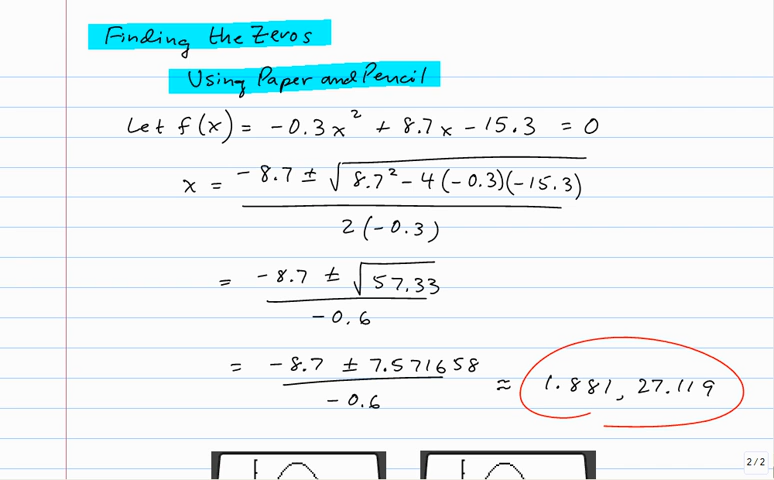 Finding the Zeros
Using Paper and Pencil
Let f(x) = -0.3x² + 8.7x - 15.3 = 0
x = (-8.7 ± √(8.7² - 4(-0.3)(-15.3))) / 2(-0.3)
= (-8.7 ± √57.33) / -0.6
= (-8.7 ± 7.571658) / -0.6 ≈ 1.881, 27.119
2/2